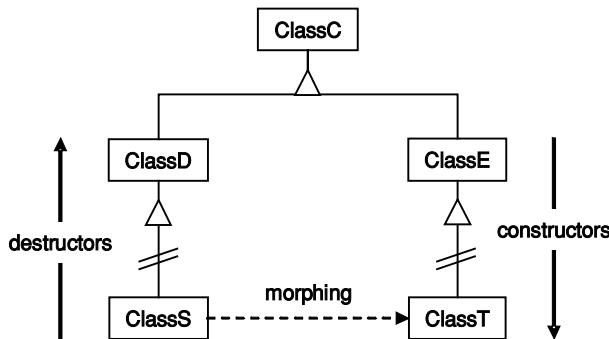 ClassC
ClassD
ClassE
destructors
constructors
morphing
ClassS
ClassT